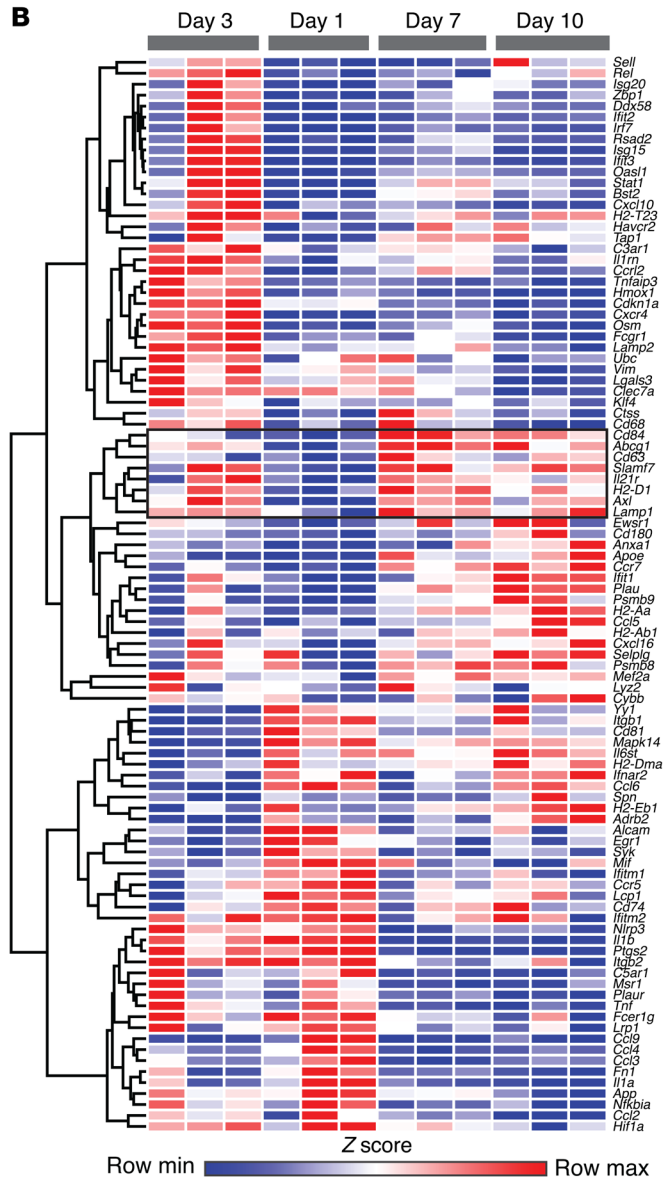 B
Day 3 Day 1 Day 7 Day 10
Sell
Rel
Isg20
Zbp1
Ddx58
Ifit2
Irf7
Rsad2
Isg15
Ifit3
Oasl1
Stat1
Bst2
Cxcl10
H2-T23
Havcr2
Tap1
C3ar1
Il1rn
Ccrl2
Tnfaip3
Hmox1
Cdkn1a
Cxcr4
Osm
Fcgr1
Lamp2
Ubc
Vim
Lgals3
Clec7a
Klf4
Ctss
Cd68
Cd84
Abcg1
Cd63
Slamf7
Il21r
H2-D1
Axl
Lamp1
Ewsr1
Cd180
Anxa1
Apoe
Ccr7
Ifit1
Plau
Psmb9
H2-Aa
Ccl5
H2-Ab1
Cxcl16
Selplg
Psmb8
Mef2a
Lyz2
Cybb
Yy1
Itgb1
Cd81
Mapk14
Il6st
H2-Dma
Ifnar2
Ccl6
Spn
H2-Eb1
Adrb2
Alcam
Egr1
Syk
Mif
Ifitm1
Ccr5
Lcp1
Cd74
Ifitm2
Nlrp3
Il1b
Ptgs2
Itgb2
C5ar1
Msr1
Plaur
Tnf
Fcer1g
Lrp1
Ccl9
Ccl4
Ccl3
Fn1
Il1a
App
Nfkbia
Ccl2
Hif1a
Z score
Row min Row max